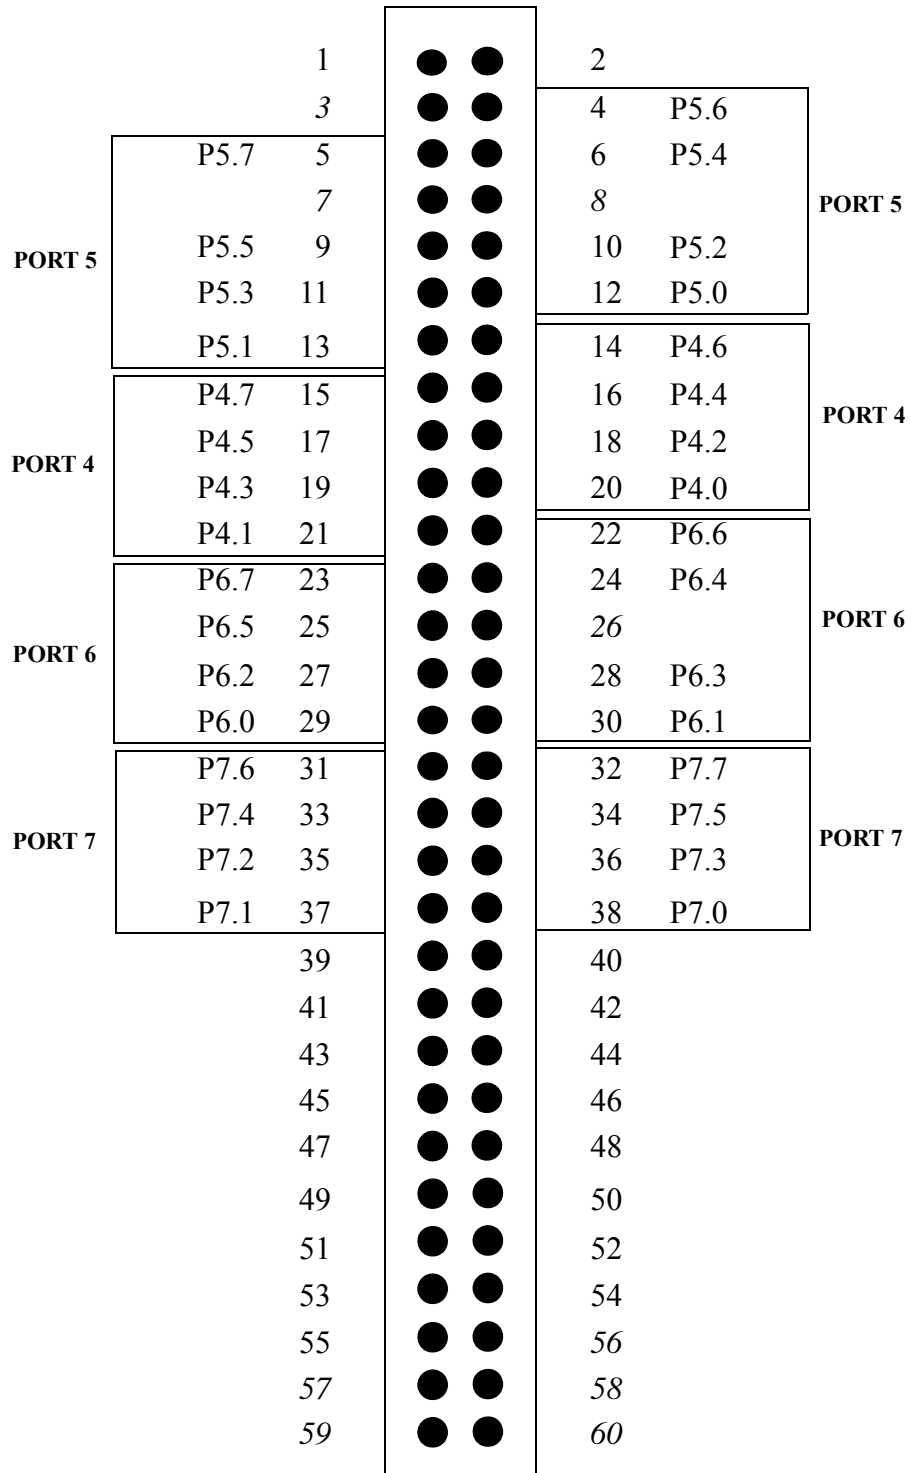 1 2
3 4 P5.6
P5.7 5 6 P5.4
7 8 PORT 5
PORT 5 P5.5 9 10 P5.2
P5.3 11 12 P5.0
P5.1 13 14 P4.6
P4.7 15 16 P4.4 PORT 4
PORT 4 P4.5 17 18 P4.2
P4.3 19 20 P4.0
P4.1 21 22 P6.6
P6.7 23 24 P6.4
P6.5 25 26 PORT 6
PORT 6 P6.2 27 28 P6.3
P6.0 29 30 P6.1
P7.6 31 32 P7.7
P7.4 33 34 P7.5
PORT 7 P7.2 35 36 P7.3 PORT 7
P7.1 37 38 P7.0
39 40
41 42
43 44
45 46
47 48
49 50
51 52
53 54
55 56
57 58
59 60